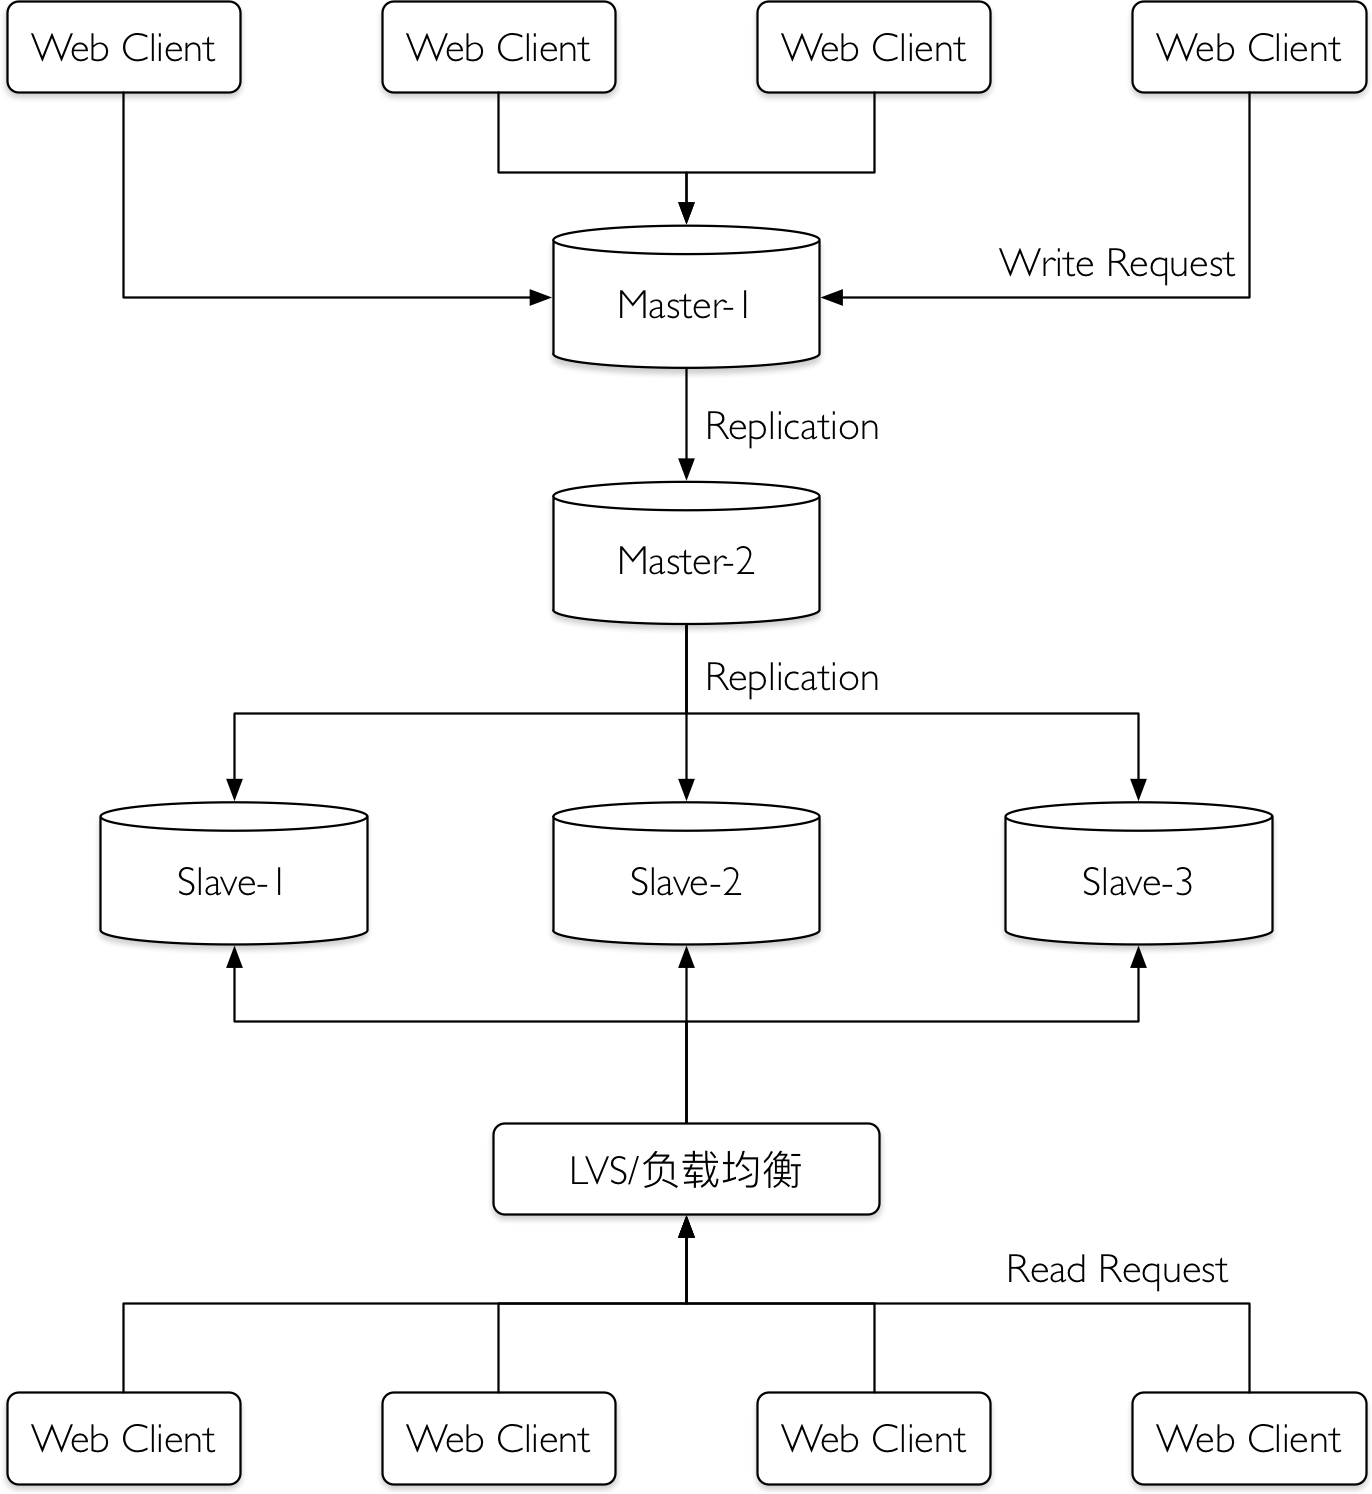 Web Client
Web Client
Web Client
Web Client
Write Request
Master-1
Replication
Master-2
Replication
Slave-1
Slave-2
Slave-3
LVS/负载均衡
Read Request
Web Client
Web Client
Web Client
Web Client